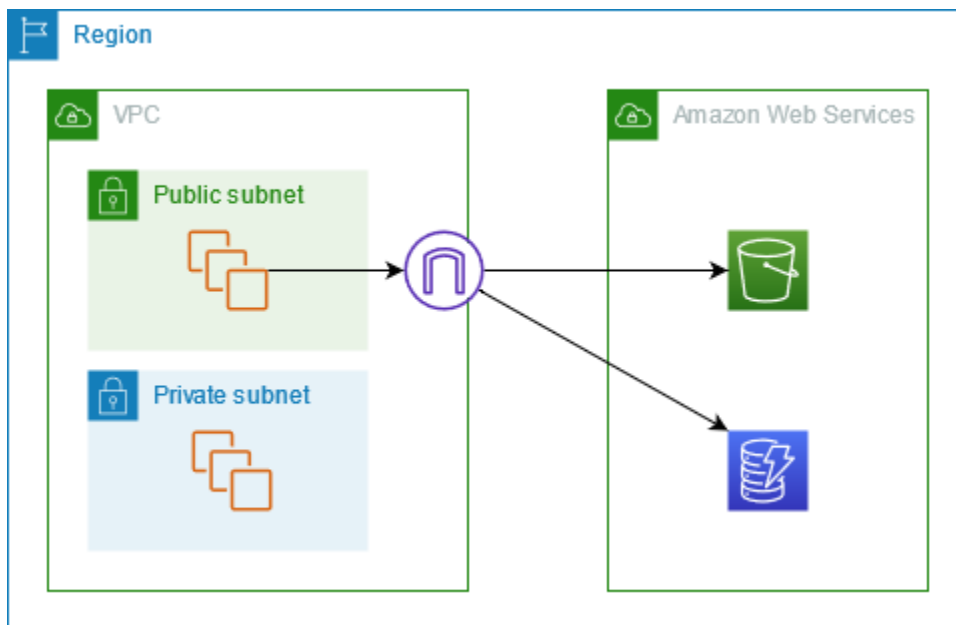 Region
VPC
Amazon Web Services
Public subnet
Private subnet